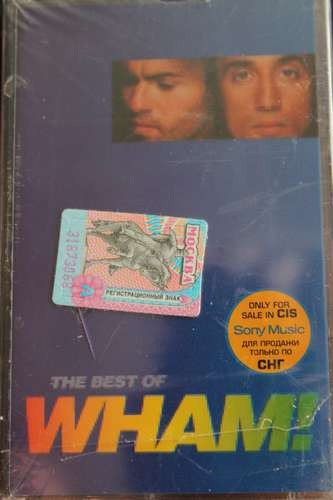 31873069
МОСКВА
А
РЕГИСТРАЦИОННЫЙ ЗНАК
ONLY FOR
SALE IN CIS
Sony Music
ДЛЯ ПРОДАЖИ
ТОЛЬКО ПО
СНГ
THE BEST OF
WHAM!